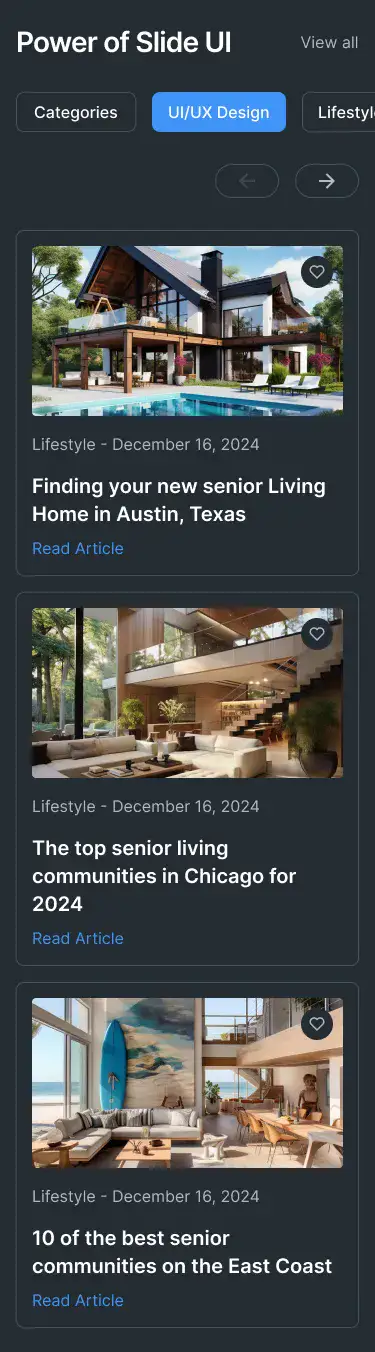 Power of Slide UI
View all
Categories
UI/UX Design
Lifestyl
Lifestyle - December 16, 2024
Finding your new senior Living
Home in Austin, Texas
Read Article
Lifestyle - December 16, 2024
The top senior living
communities in Chicago for
2024
Read Article
Lifestyle - December 16, 2024
10 of the best senior
communities on the East Coast
Read Article